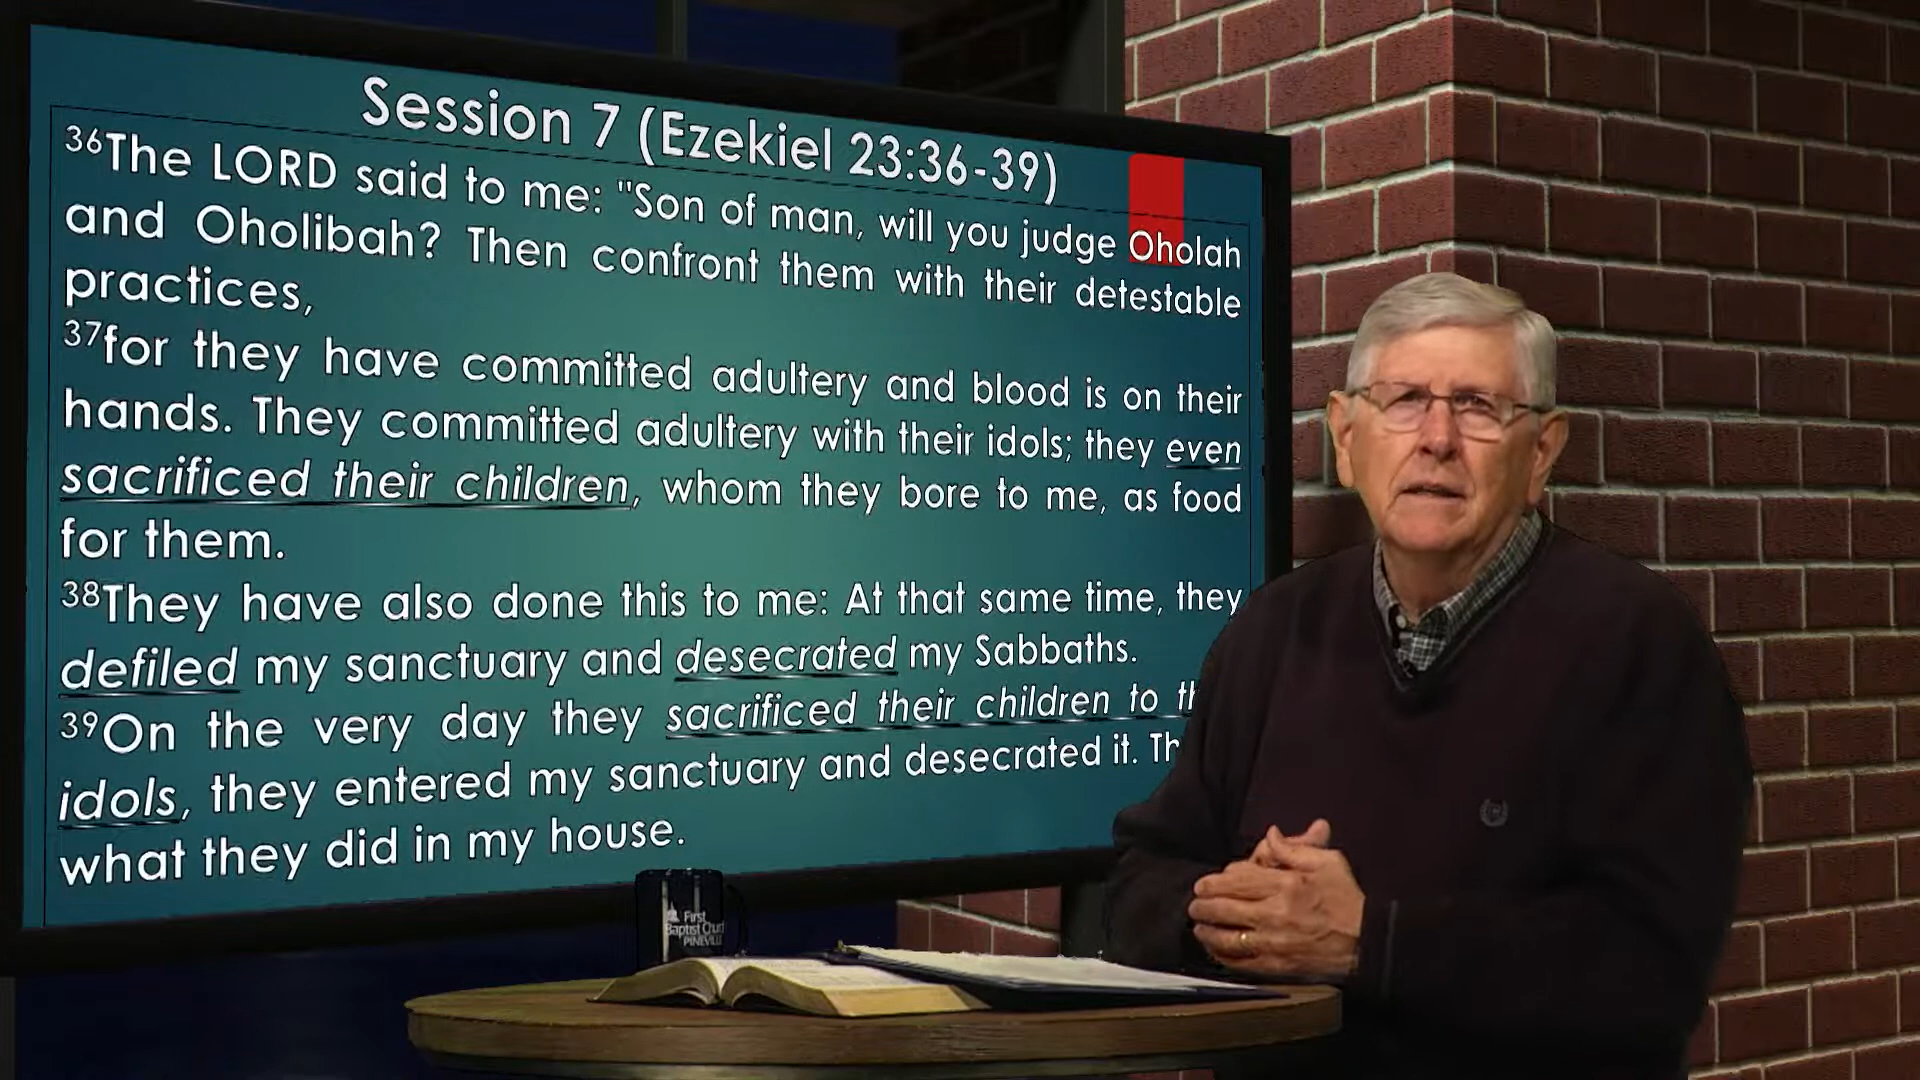 Session 7 (Ezekiel 23:36-39)
36The LORD said to me: "Son of man, will you judge Oholah
and Oholibah? Then confront them with their detestable
practices,
37for they have committed adultery and blood is on their
hands. They committed adultery with their idols; they even
sacrificed their children, whom they bore to me, as food
for them.
38They have also done this to me: At that same time, they
defiled my sanctuary and desecrated my Sabbaths.
39On the very day they sacrificed their children to
idols, they entered my sanctuary and desecrated it.
what they did in my house.
First
Baptist Church
PINEVILLE